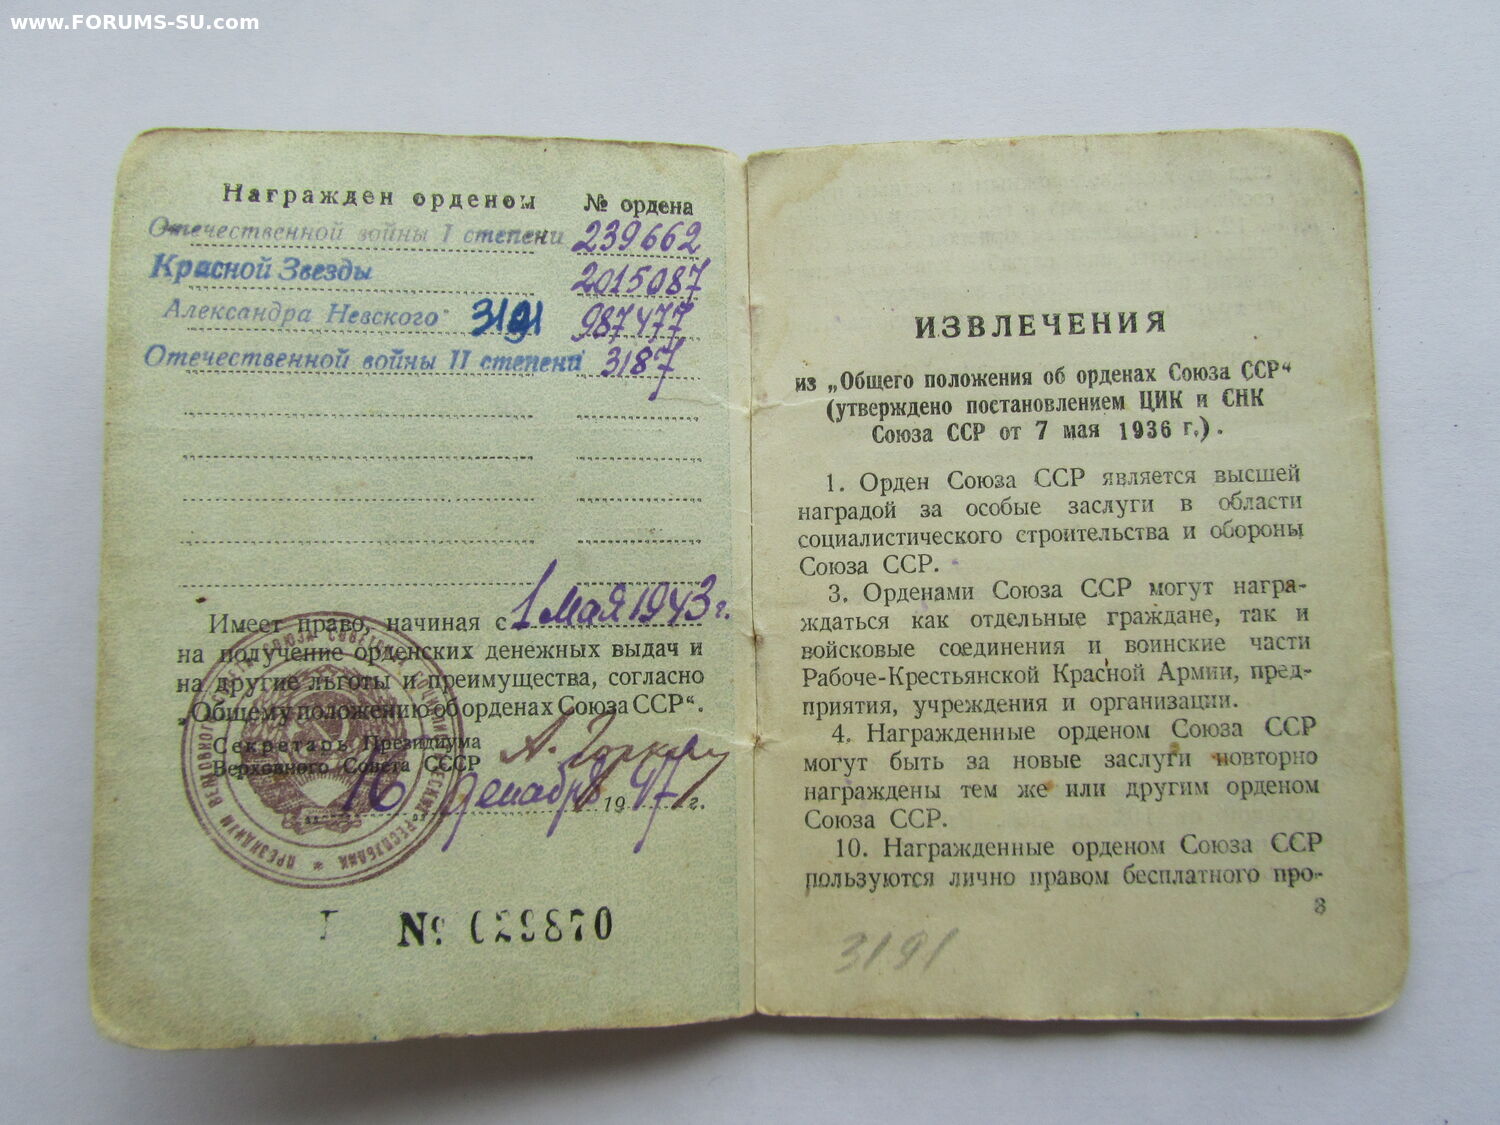 www.FORUMS-SU.com
Награжден орденом № ордена
Отечественной войны I степени 239662
Красной Звезды 2015087
Александра Невского 3191 987477
Отечественной войны II степени 3187
Имеет право, начиная с 1 мая 1943 г.
на получение орденских денежных выдач и
на другие льготы и преимущества, согласно
„Общему положению об орденах Союза ССР“.
Секретарь Президиума
Верховного Совета СССР А. Горкин
16 декабря 1947 г.
№ 029870
ИЗВЛЕЧЕНИЯ
из „Общего положения об орденах Союза ССР“
(утверждено постановлением ЦИК и СНК
Союза ССР от 7 мая 1936 г.).
1. Орден Союза ССР является высшей
наградой за особые заслуги в области
социалистического строительства и обороны
Союза ССР.
3. Орденами Союза ССР могут награ-
ждаться как отдельные граждане, так и
войсковые соединения и воинские части
Рабоче-Крестьянской Красной Армии, пред-
приятия, учреждения и организации.
4. Награжденные орденом Союза ССР
могут быть за новые заслуги повторно
награждены тем же или другим орденом
Союза ССР.
10. Награжденные орденом Союза ССР
пользуются лично правом бесплатного про-
3
3191